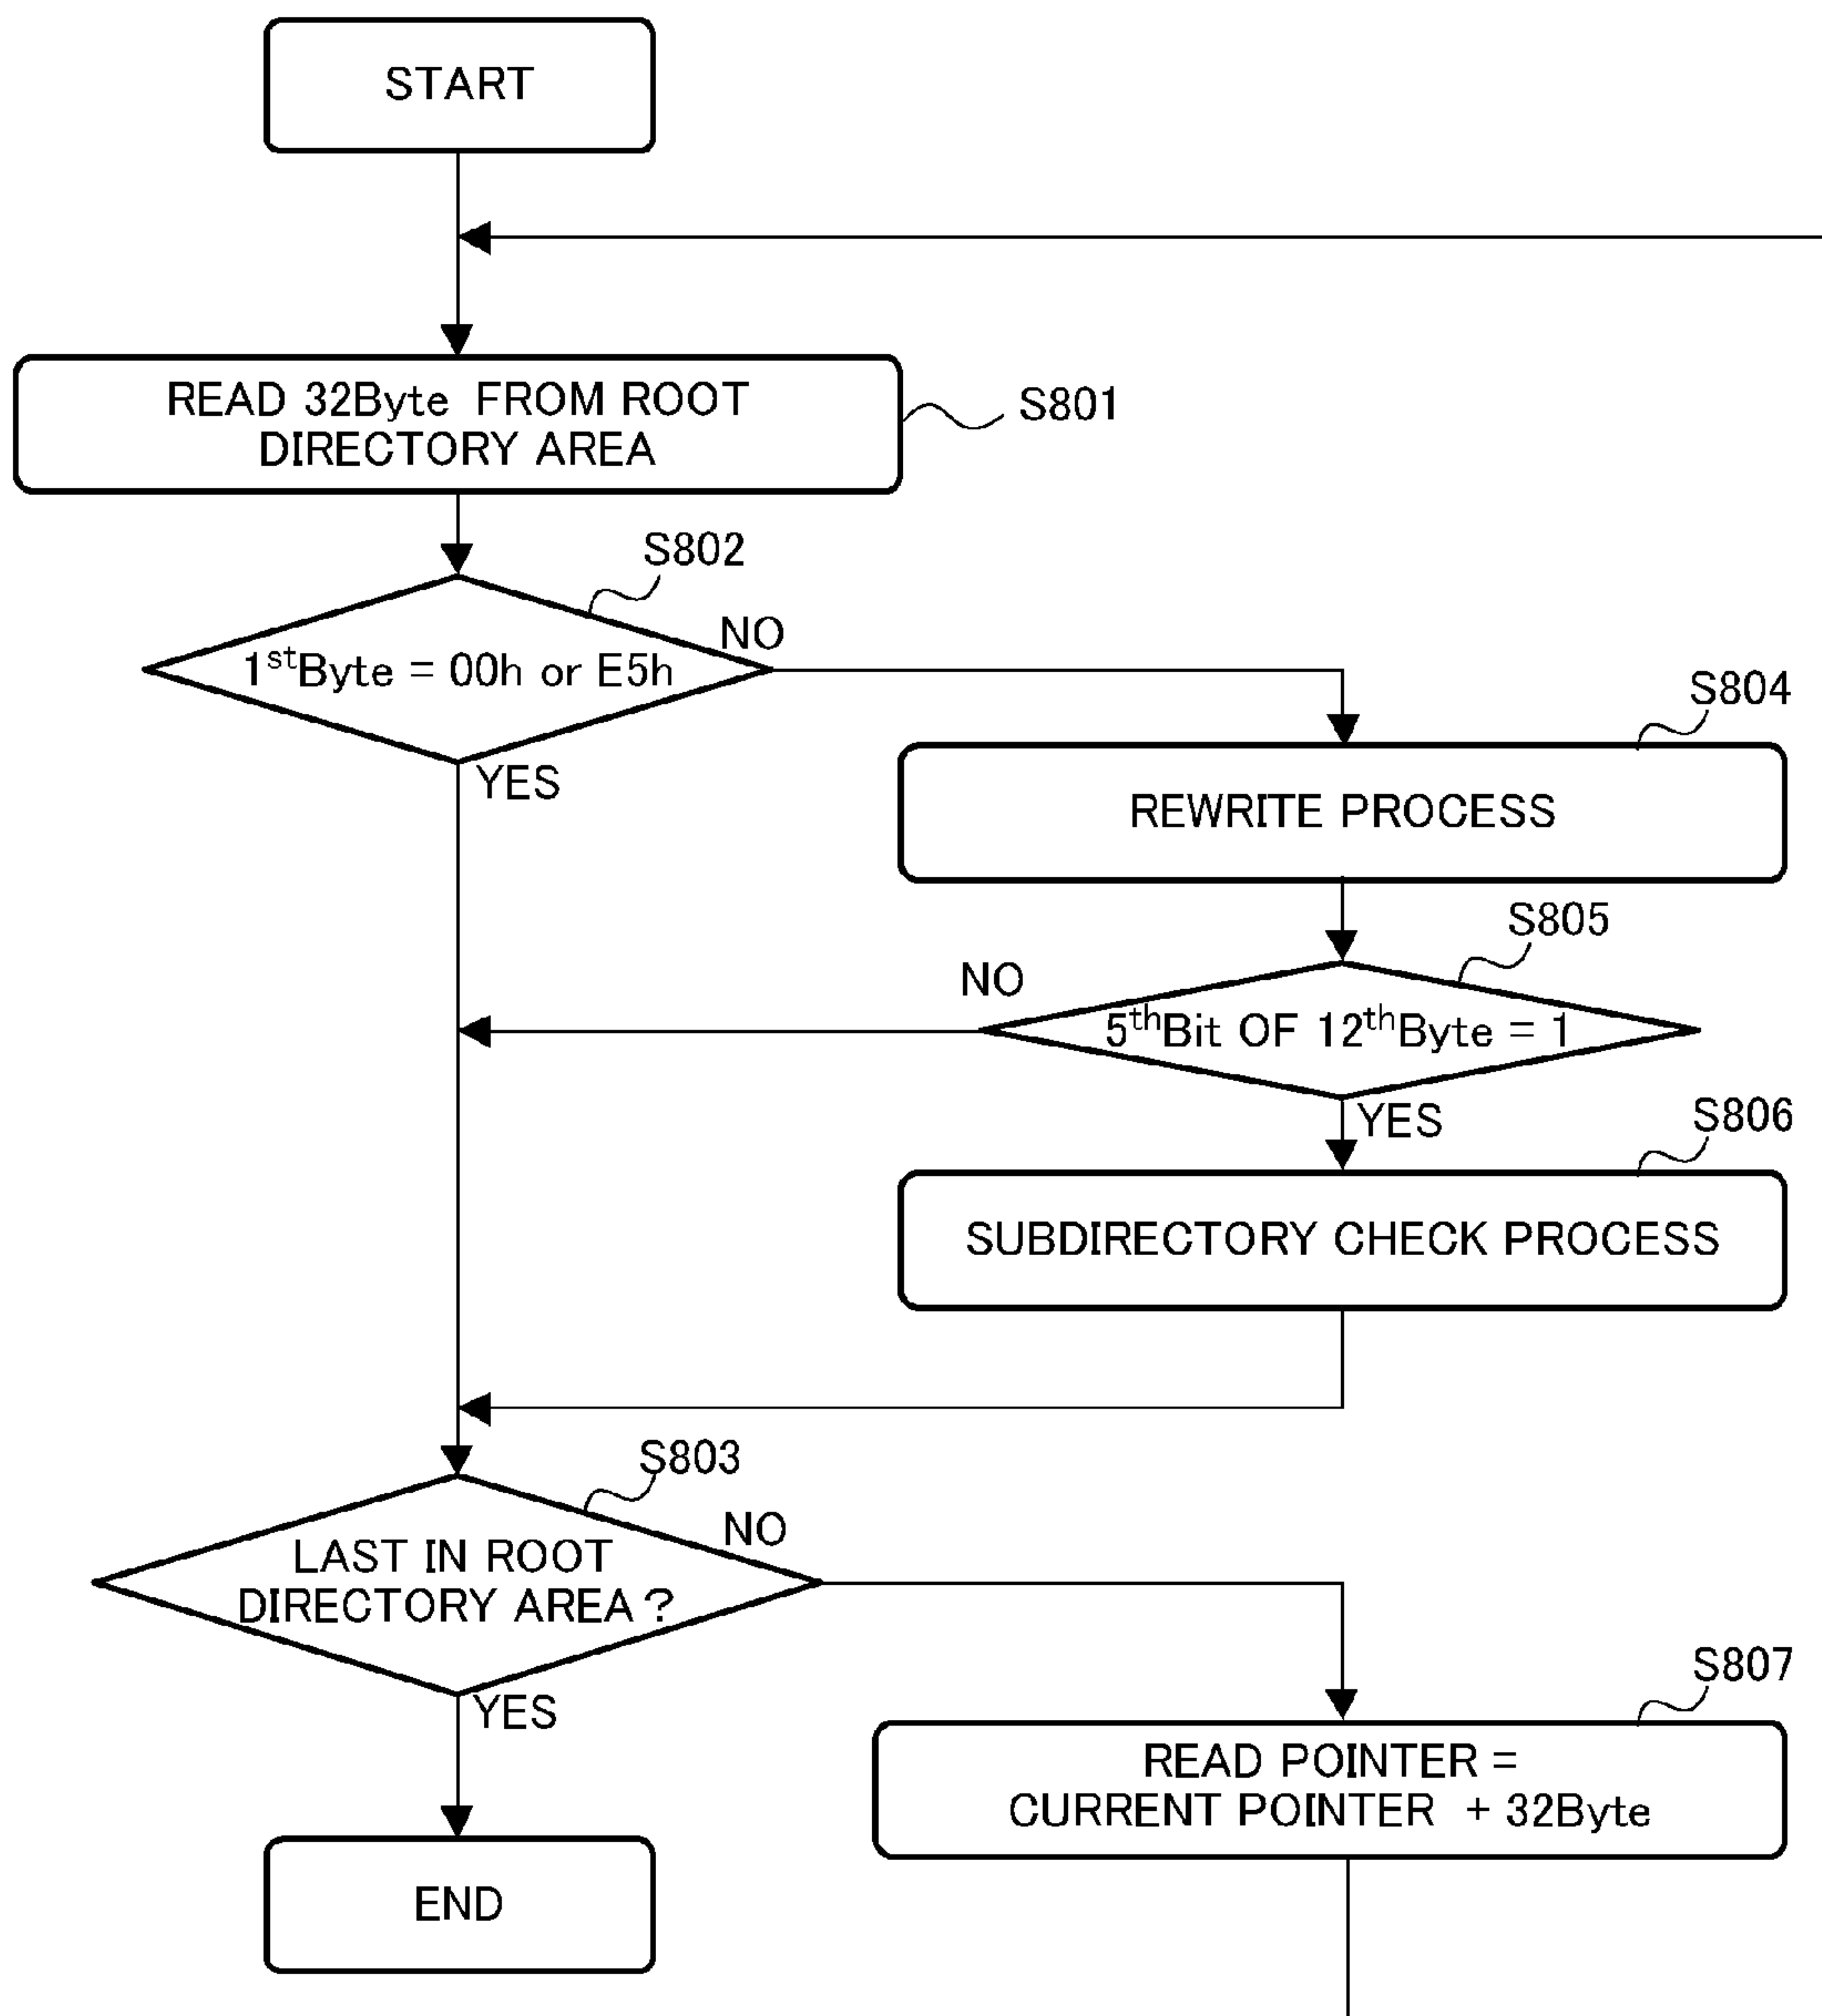 START
READ 32Byte FROM ROOT
DIRECTORY AREA
S801
S802
1stByte = 00h or E5h
NO
YES
S804
REWRITE PROCESS
S805
NO
5thBit OF 12thByte = 1
YES
S806
SUBDIRECTORY CHECK PROCESS
S803
NO
LAST IN ROOT
DIRECTORY AREA?
YES
S807
READ POINTER =
CURRENT POINTER + 32Byte
END